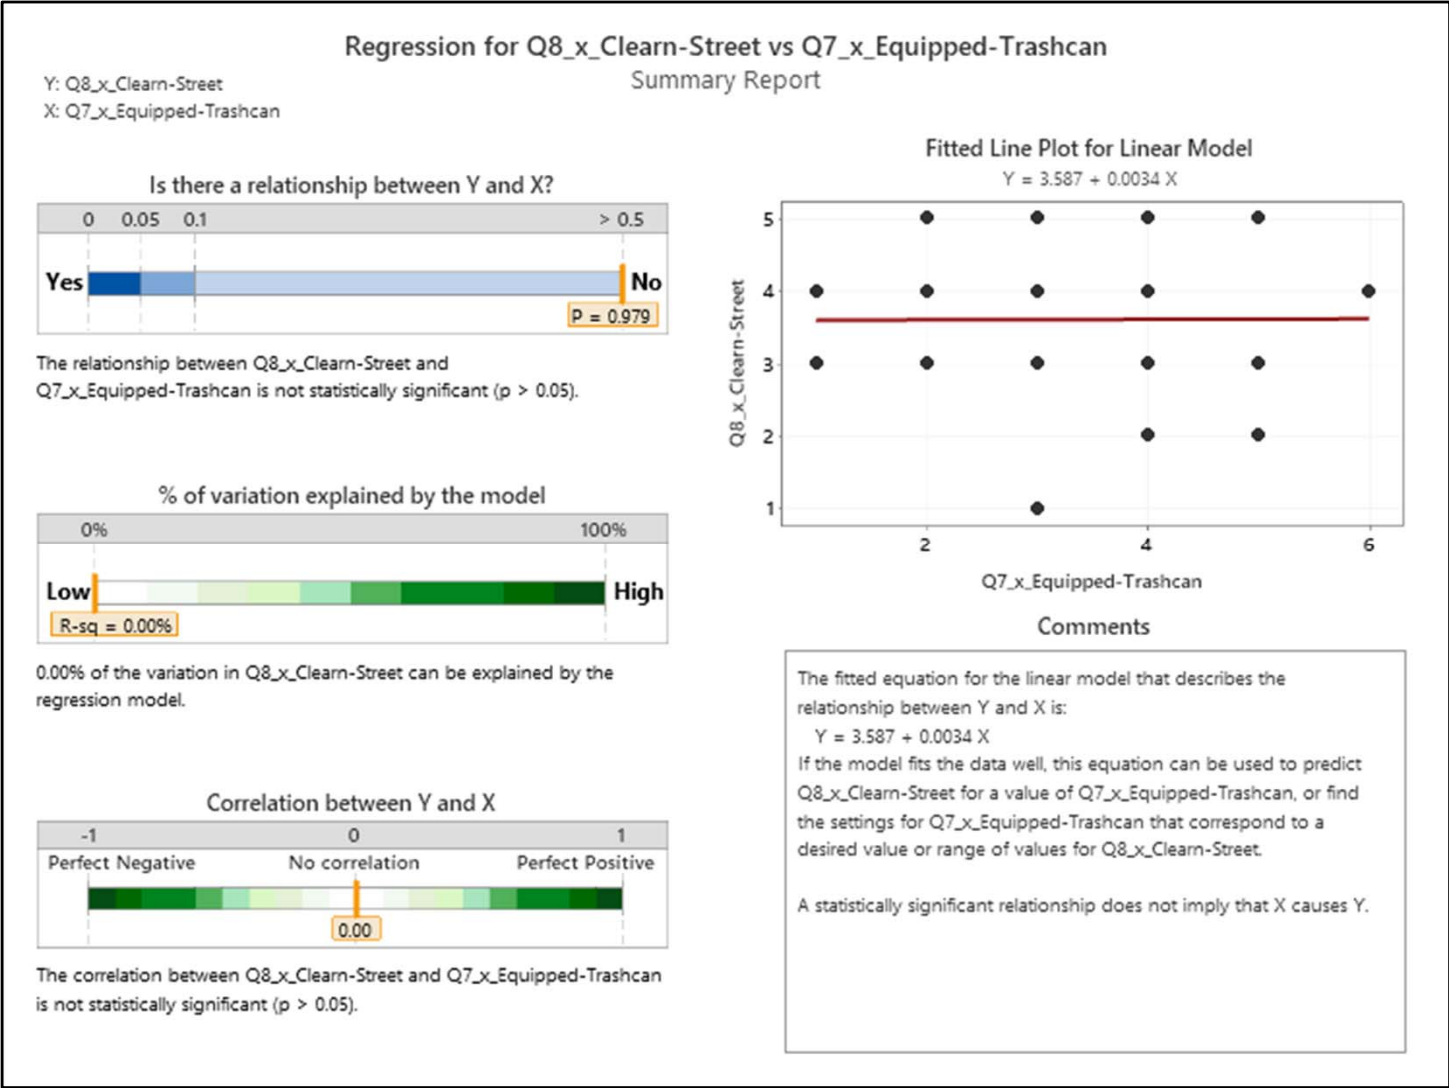 Regression for Q8_x_Clearn-Street vs Q7_x_Equipped-Trashcan
Summary Report
Y: Q8_x_Clearn-Street
X: Q7_x_Equipped-Trashcan
Is there a relationship between Y and X?
0 0.05 0.1 > 0.5
Yes No
P = 0.979
The relationship between Q8_x_Clearn-Street and
Q7_x_Equipped-Trashcan is not statistically significant (p > 0.05).
% of variation explained by the model
0% 100%
Low High
R-sq = 0.00%
0.00% of the variation in Q8_x_Clearn-Street can be explained by the
regression model.
Correlation between Y and X
-1 0 1
Perfect Negative No correlation Perfect Positive
0.00
The correlation between Q8_x_Clearn-Street and Q7_x_Equipped-Trashcan
is not statistically significant (p > 0.05).
Fitted Line Plot for Linear Model
Y = 3.587 + 0.0034 X
Q8_x_Clearn-Street
5
4
3
2
1
2 4 6
Q7_x_Equipped-Trashcan
Comments
The fitted equation for the linear model that describes the
relationship between Y and X is:
Y = 3.587 + 0.0034 X
If the model fits the data well, this equation can be used to predict
Q8_x_Clearn-Street for a value of Q7_x_Equipped-Trashcan, or find
the settings for Q7_x_Equipped-Trashcan that correspond to a
desired value or range of values for Q8_x_Clearn-Street.
A statistically significant relationship does not imply that X causes Y.